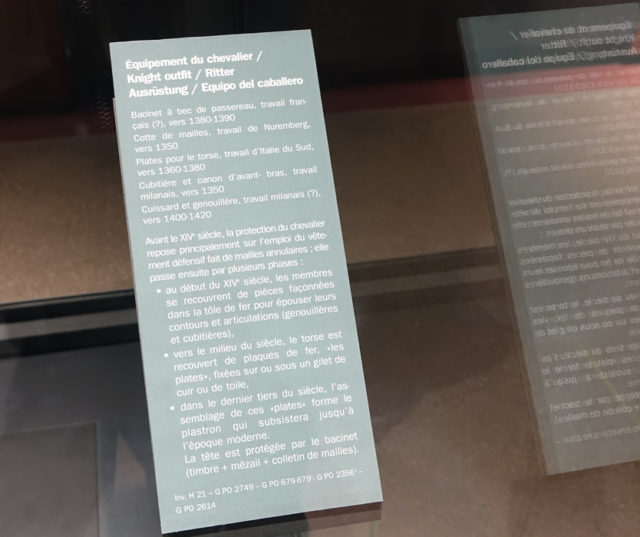 Équipement du chevalier /
Knight outfit / Ritter
Ausrüstung / Equipo del caballero
Bacinet à bec de passereau, travail fran-
çais (?), vers 1380-1390
Cotte de mailles, travail de Nuremberg,
vers 1350
Plates pour le torse, travail d'Italie du Sud,
vers 1360-1380
Cubitière et canon d'avant- bras, travail
milanais, vers 1350
Cuissard et genouillère, travail milanais (?),
vers 1400-1420
Avant le XIVe siècle, la protection du chevalier
repose principalement sur l'emploi du vête-
ment défensif fait de mailles annulaires ; elle
passe ensuite par plusieurs phases :
• au début du XIVe siècle, les membres
se recouvrent de pièces façonnées
dans la tôle de fer pour épouser leurs
contours et articulations (genouillères
et cubitières),
• vers le milieu du siècle, le torse est
recouvert de plaques de fer, «les
plates», fixées sur ou sous un gilet de
cuir ou de toile,
• dans le dernier tiers du siècle, l'as-
semblage de ces «plates» forme le
plastron qui subsistera jusqu'à
l'époque moderne.
La tête est protégée par le bacinet
(timbre + mézail + colletin de mailles).
Inv. H 21 – G PO 2749 – G PO 679-679² - G PO 2356 –
G PO 2614